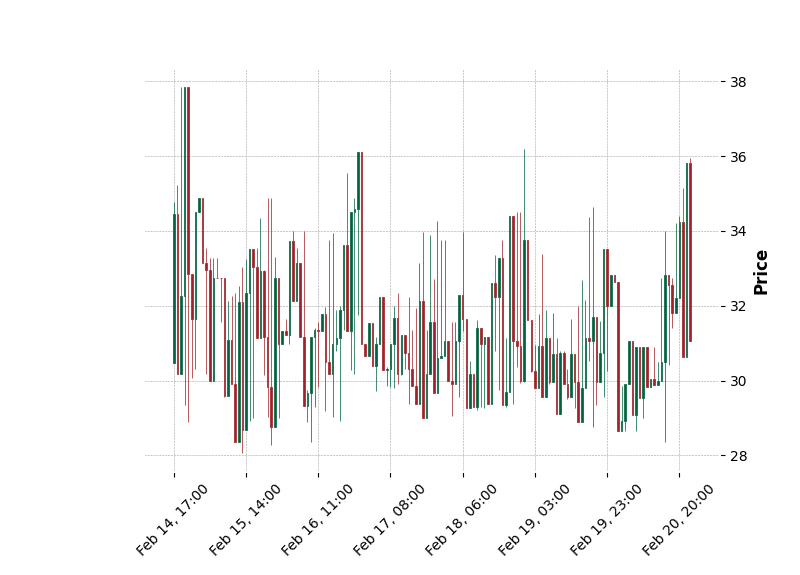 38
36
34
32
30
28
Price
Feb 14, 17:00
Feb 15, 14:00
Feb 16, 11:00
Feb 17, 08:00
Feb 18, 06:00
Feb 19, 03:00
Feb 19, 23:00
Feb 20, 20:00